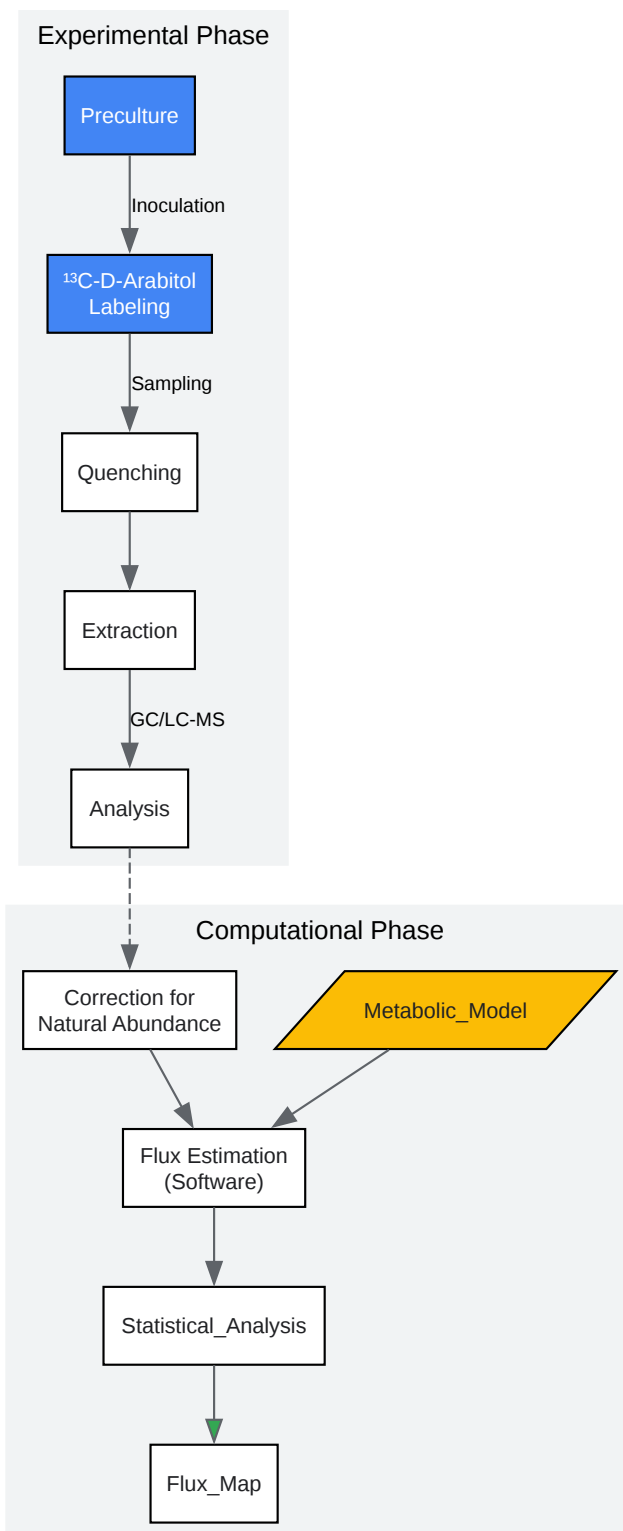 Experimental Phase
Preculture
Inoculation
¹³C-D-Arabitol
Labeling
Sampling
Quenching
Extraction
GC/LC-MS
Analysis
Computational Phase
Correction for
Natural Abundance
Metabolic_Model
Flux Estimation
(Software)
Statistical_Analysis
Flux_Map